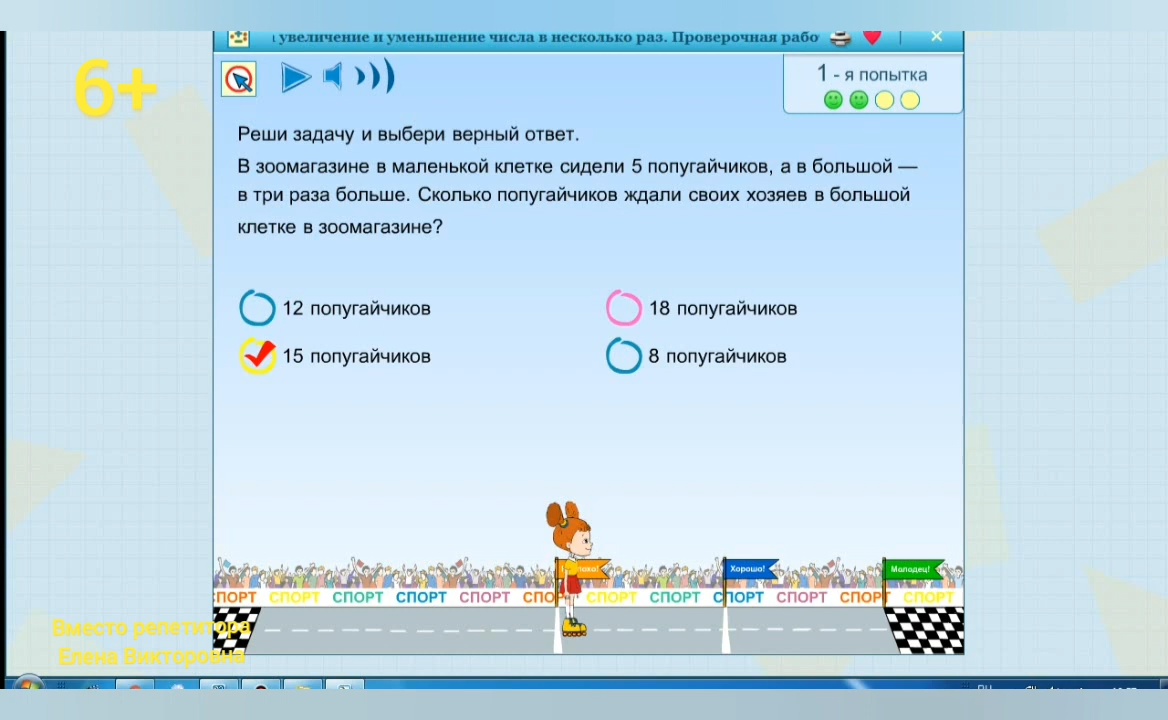 6+
увеличение и уменьшение числа в несколько раз. Проверочная рабо
1 - я попытка
Реши задачу и выбери верный ответ.
В зоомагазине в маленькой клетке сидели 5 попугайчиков, а в большой —
в три раза больше. Сколько попугайчиков ждали своих хозяев в большой
клетке в зоомагазине?
12 попугайчиков
18 попугайчиков
15 попугайчиков
8 попугайчиков
Хорошо!
Молодец!
СПОРТ СПОРТ СПОРТ СПОРТ СПОРТ СПО СПОРТ СПОРТ СПОРТ СПОРТ СПОРТ СПОРТ
Вместо репетитора
Елена Викторовна